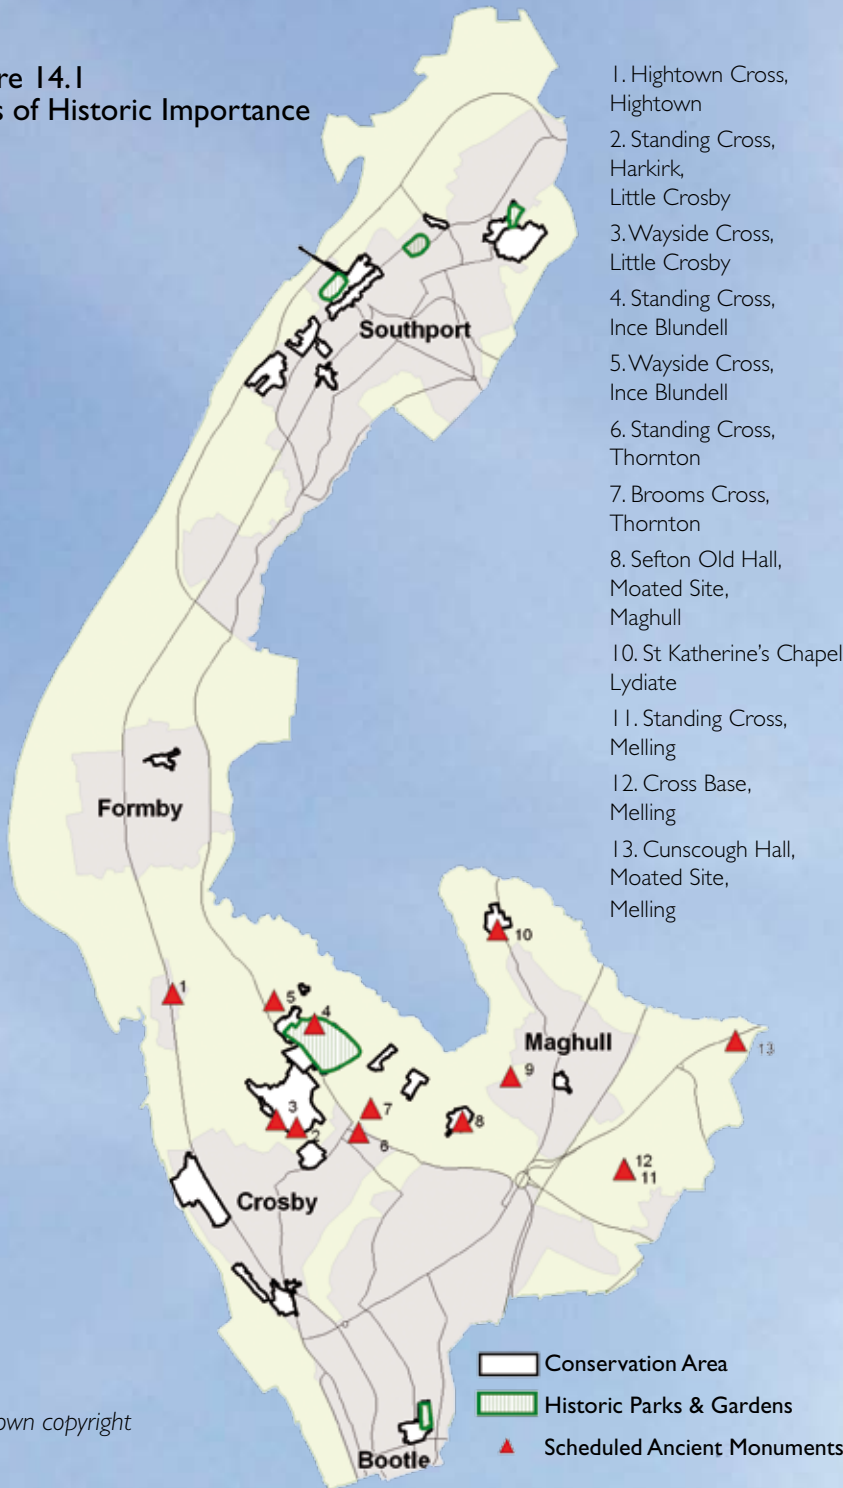 re 14.1
s of Historic Importance
1. Hightown Cross,
Hightown
2. Standing Cross,
Harkirk,
Little Crosby
3. Wayside Cross,
Little Crosby
4. Standing Cross,
Ince Blundell
5. Wayside Cross,
Ince Blundell
6. Standing Cross,
Thornton
7. Brooms Cross,
Thornton
8. Sefton Old Hall,
Moated Site,
Maghull
10. St Katherine's Chapel
Lydiate
11. Standing Cross,
Melling
12. Cross Base,
Melling
13. Cunscough Hall,
Moated Site,
Melling
Southport
Formby
10
1
5
4
Maghull
13
9
3
7
8
2
6
12
11
Crosby
Bootle
Conservation Area
Historic Parks & Gardens
Scheduled Ancient Monuments
own copyright